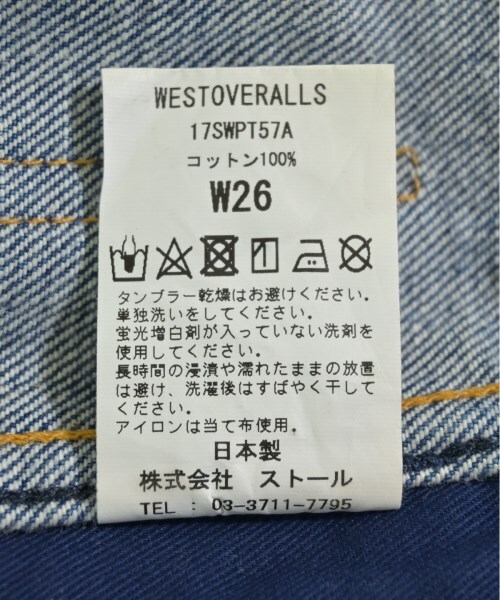 WESTOVERALLS
17SWPT57A
コットン100%
W26
タンブラー乾燥はお避けください。
単独洗いをしてください。
蛍光増白剤が入っていない洗剤を
使用してください。
長時間の浸漬や濡れたままの放置
は避け、洗濯後はすばやく干して
ください。
アイロンは当て布使用。
日本製
株式会社 ストール
TEL : 03-3711-7795